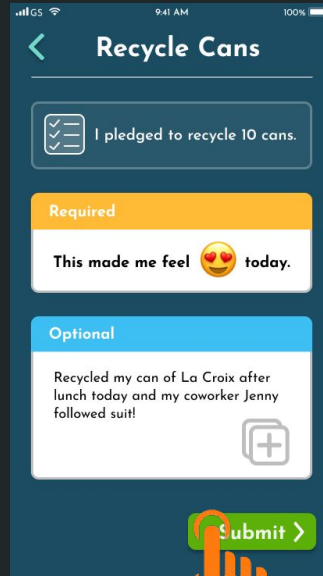 GS 9:41 AM 100%
Recycle Cans
I pledged to recycle 10 cans.
Required
This made me feel 😍 today.
Optional
Recycled my can of La Croix after
lunch today and my coworker Jenny
followed suit!
Submit